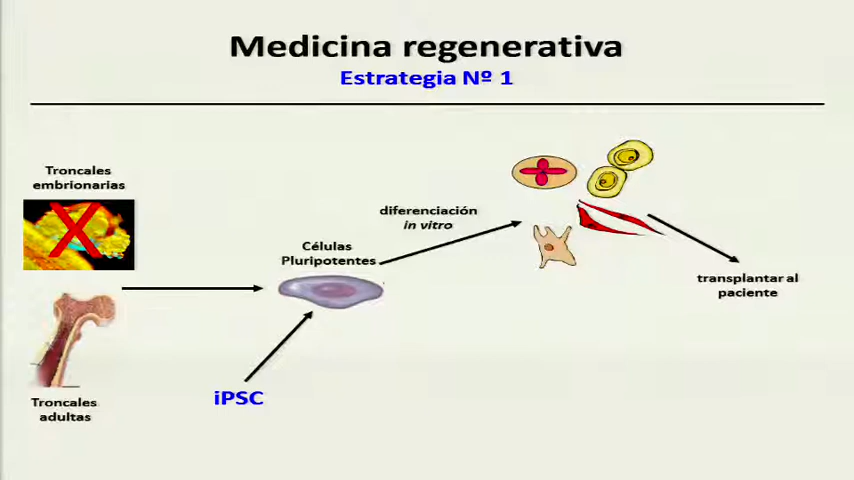 Medicina regenerativa
Estrategia Nº 1
Troncales
embrionarias
diferenciación
in vitro
Células
Pluripotentes
transplantar al
paciente
iPSC
Troncales
adultas